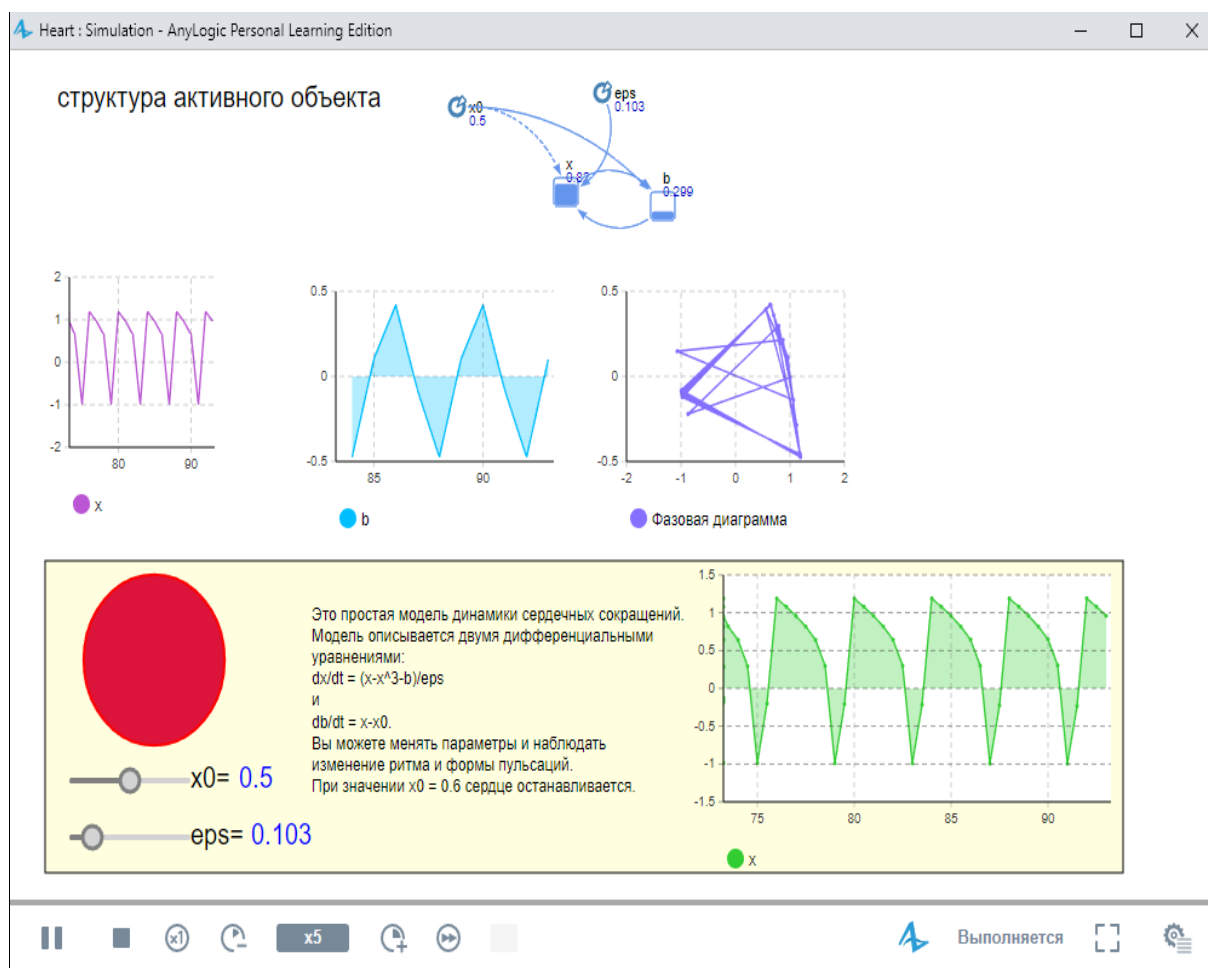 Heart : Simulation - AnyLogic Personal Learning Edition
структура активного объекта
x0
0.5
eps
0.103
x
b
0.299
2
1
0
-1
-2
80
90
x
0.5
0
-0.5
85
90
b
0.5
0
-0.5
-2
-1
0
1
2
Фазовая диаграмма
x0= 0.5
eps= 0.103
Это простая модель динамики сердечных сокращений.
Модель описывается двумя дифференциальными
уравнениями:
dx/dt = (x-x^3-b)/eps
и
db/dt = x-x0.
Вы можете менять параметры и наблюдать
изменение ритма и формы пульсаций.
При значении x0 = 0.6 сердце останавливается.
1.5
1
0.5
0
-0.5
-1
-1.5
75
80
85
90
x
x1
x5
Выполняется